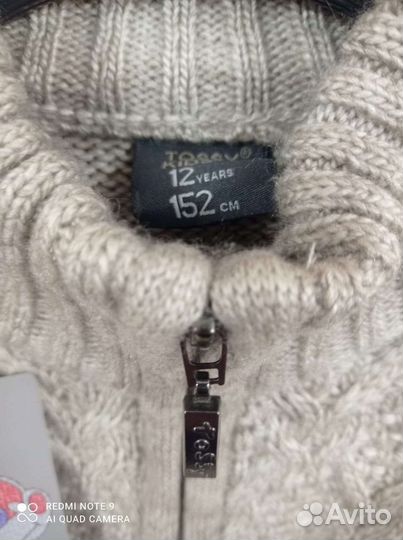 12 YEARS
152 CM
REDMI NOTE 9
AI QUAD CAMERA
Avito